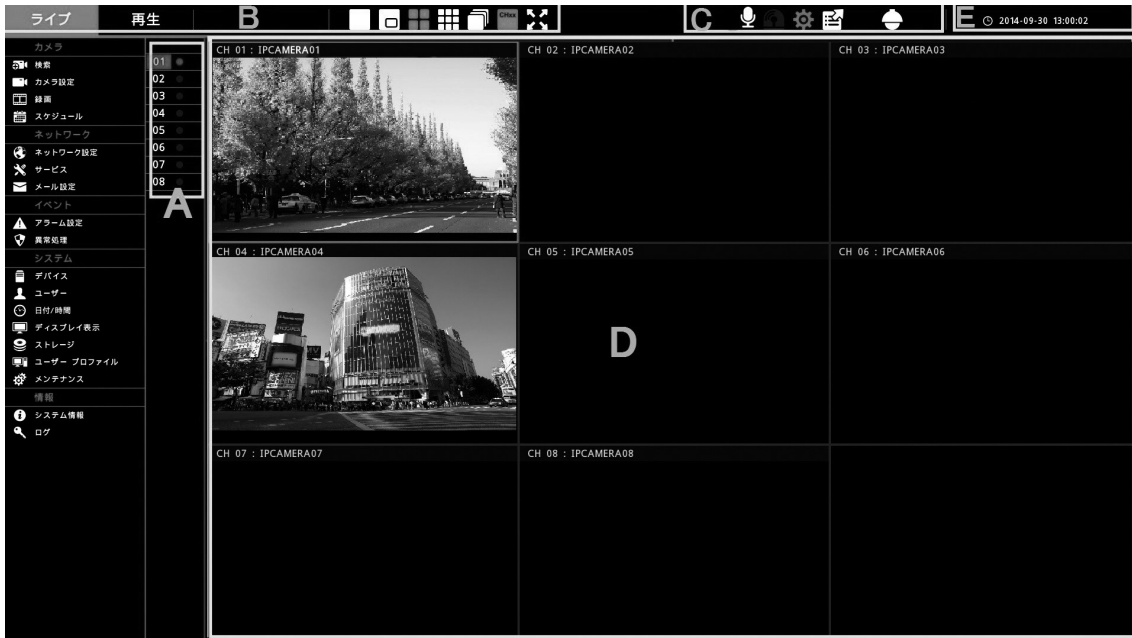 ライブ 再生 B CHxx C E 2014-09-30 13:00:02
カメラ
検索
カメラ設定
録画
スケジュール
ネットワーク
ネットワーク設定
サービス
メール設定
イベント
アラーム設定
異常処理
システム
デバイス
ユーザー
日付/時間
ディスプレイ表示
ストレージ
ユーザー プロファイル
メンテナンス
情報
システム情報
ログ
01
02
03
04
05
06
07
08
A
CH 01 : IPCAMERA01
CH 02 : IPCAMERA02
CH 03 : IPCAMERA03
CH 04 : IPCAMERA04
CH 05 : IPCAMERA05
CH 06 : IPCAMERA06
D
CH 07 : IPCAMERA07
CH 08 : IPCAMERA08